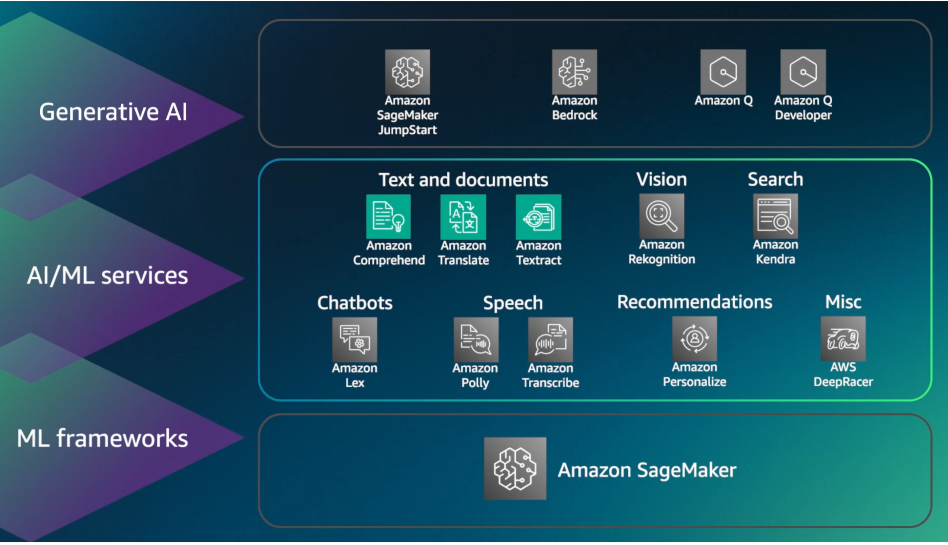 Generative AI
Amazon
SageMaker
JumpStart
Amazon
Bedrock
Amazon Q
Amazon Q
Developer
AI/ML services
Text and documents
Amazon
Comprehend
Amazon
Translate
Amazon
Textract
Vision
Amazon
Rekognition
Search
Amazon
Kendra
Chatbots
Amazon
Lex
Speech
Amazon
Polly
Amazon
Transcribe
Recommendations
Amazon
Personalize
Misc
AWS
DeepRacer
ML frameworks
Amazon SageMaker